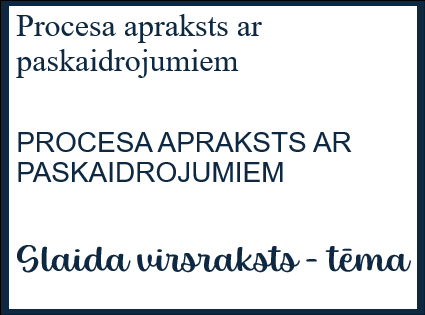 Procesa apraksts ar
paskaidrojumiem
PROCESA APRAKSTS AR
PASKAIDROJUMIEM
Slaida virsraksts - tēma